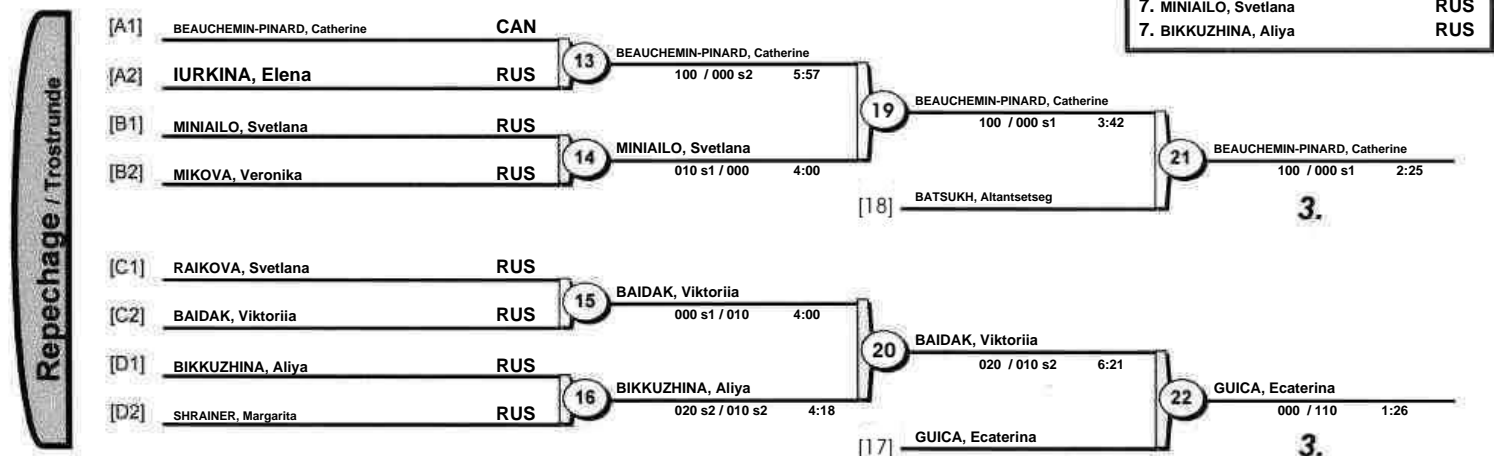 7. MINIAILO, Svetlana RUS
7. BIKKUZHINA, Aliya RUS
Repechage / Trostrunde
[A1] BEAUCHEMIN-PINARD, Catherine CAN
[A2] IURKINA, Elena RUS
13 BEAUCHEMIN-PINARD, Catherine
100 / 000 s2 5:57
[B1] MINIAILO, Svetlana RUS
[B2] MIKOVA, Veronika RUS
14 MINIAILO, Svetlana
010 s1 / 000 4:00
19 BEAUCHEMIN-PINARD, Catherine
100 / 000 s1 3:42
[18] BATSUKH, Altantsetseg
21 BEAUCHEMIN-PINARD, Catherine
100 / 000 s1 2:25
3.
[C1] RAIKOVA, Svetlana RUS
[C2] BAIDAK, Viktoriia RUS
15 BAIDAK, Viktoriia
000 s1 / 010 4:00
[D1] BIKKUZHINA, Aliya RUS
[D2] SHRAINER, Margarita RUS
16 BIKKUZHINA, Aliya
020 s2 / 010 s2 4:18
20 BAIDAK, Viktoriia
020 / 010 s2 6:21
[17] GUICA, Ecaterina
22 GUICA, Ecaterina
000 / 110 1:26
3.